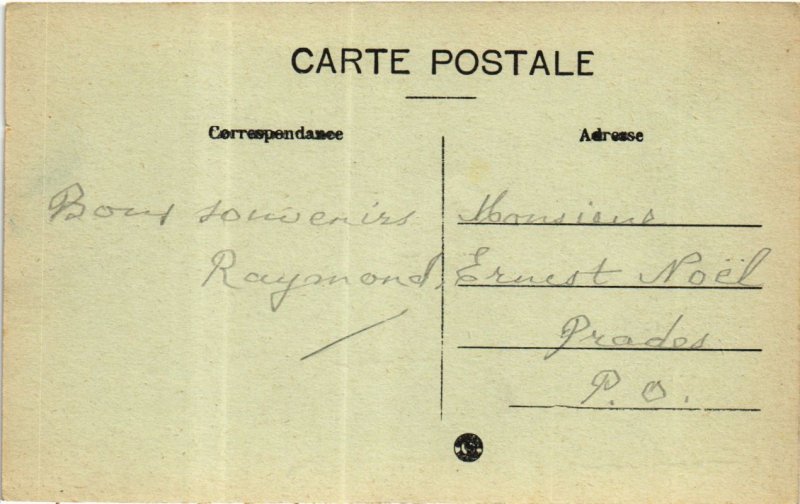 CARTE POSTALE
Correspondance
Bons souvenirs
Raymond.
Adresse
Monsieur
Ernest Noël
Prades
P. O.